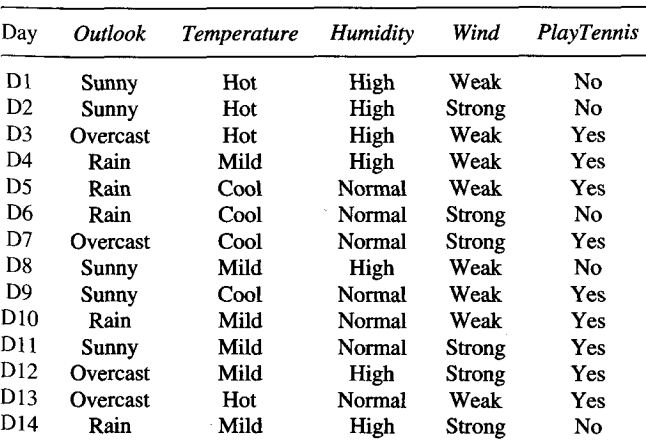 Day Outlook Temperature Humidity Wind PlayTennis
D1 Sunny Hot High Weak No
D2 Sunny Hot High Strong No
D3 Overcast Hot High Weak Yes
D4 Rain Mild High Weak Yes
D5 Rain Cool Normal Weak Yes
D6 Rain Cool Normal Strong No
D7 Overcast Cool Normal Strong Yes
D8 Sunny Mild High Weak No
D9 Sunny Cool Normal Weak Yes
D10 Rain Mild Normal Weak Yes
D11 Sunny Mild Normal Strong Yes
D12 Overcast Mild High Strong Yes
D13 Overcast Hot Normal Weak Yes
D14 Rain Mild High Strong No